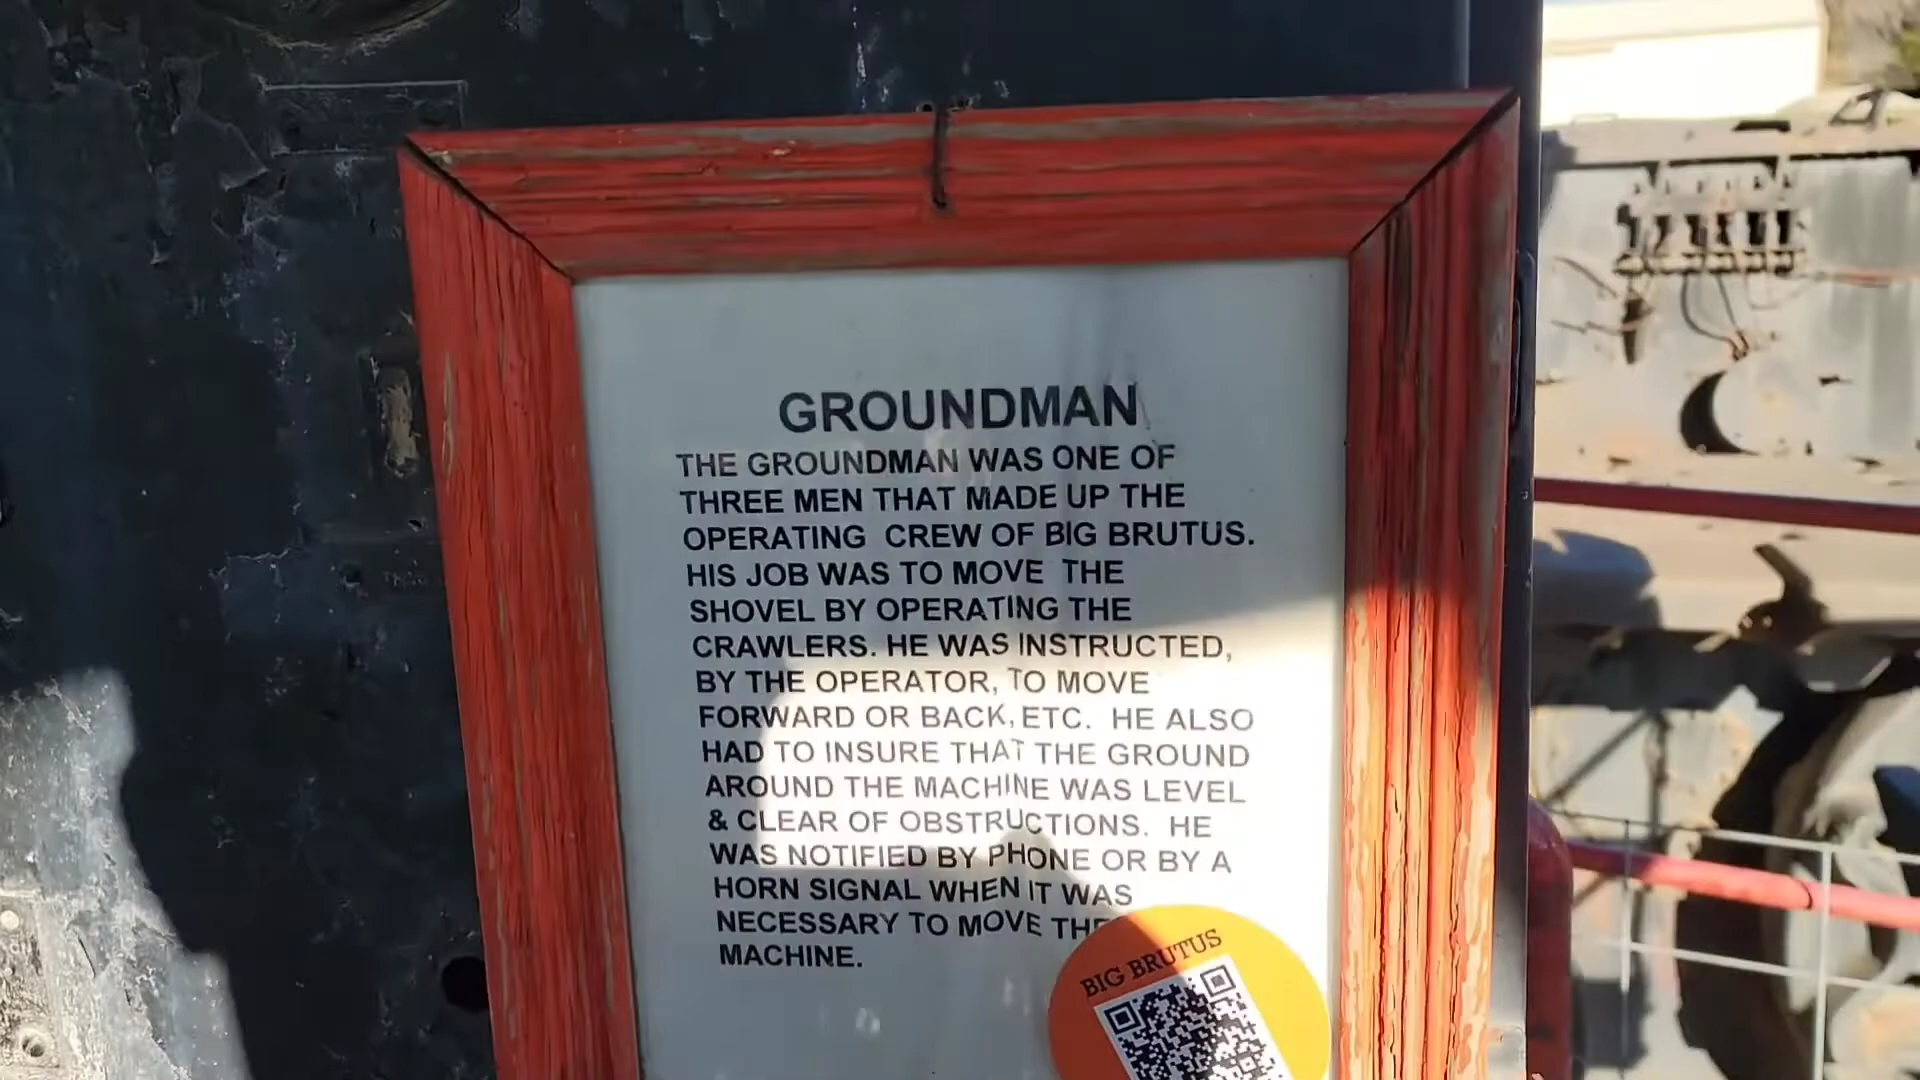 GROUNDMAN
THE GROUNDMAN WAS ONE OF
THREE MEN THAT MADE UP THE
OPERATING CREW OF BIG BRUTUS.
HIS JOB WAS TO MOVE THE
SHOVEL BY OPERATING THE
CRAWLERS. HE WAS INSTRUCTED,
BY THE OPERATOR, TO MOVE
FORWARD OR BACK, ETC. HE ALSO
HAD TO INSURE THAT THE GROUND
AROUND THE MACHINE WAS LEVEL
& CLEAR OF OBSTRUCTIONS. HE
WAS NOTIFIED BY PHONE OR BY A
HORN SIGNAL WHEN IT WAS
NECESSARY TO MOVE THE
MACHINE.
BIG BRUTUS